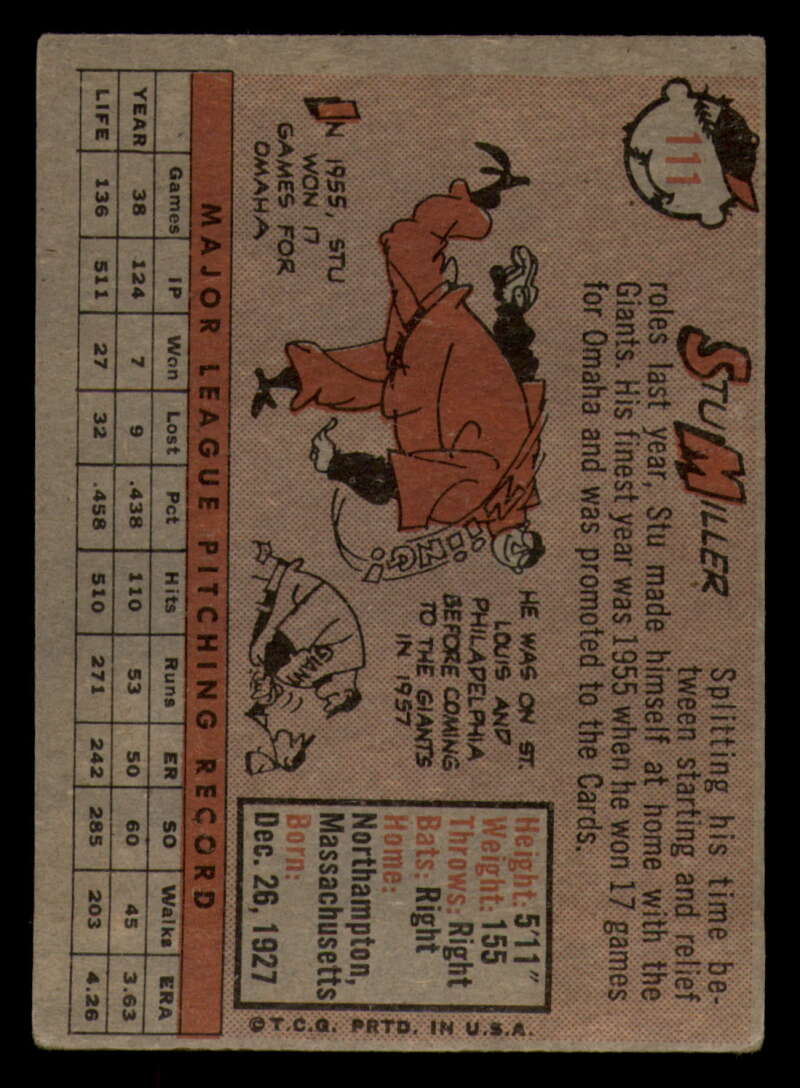 111
STU MILLER
Splitting his time be-
tween starting and relief
roles last year, Stu made himself at home with the
Giants. His finest year was 1955 when he won 17 games
for Omaha and was promoted to the Cards.
IN 1955, STU
WON 17
GAMES FOR
OMAHA
ZING!!
HE WAS ON ST.
LOUIS AND
PHILADELPHIA
BEFORE COMING
TO THE GIANTS
IN 1957
GIANTS
Height: 5'11"
Weight: 155
Throws: Right
Bats: Right
Home:
Northampton,
Massachusetts
Born:
Dec. 26, 1927
©T.C.G. PRTD. IN U.S.A.
MAJOR LEAGUE PITCHING RECORD
Games IP Won Lost Pct Hits Runs ER SO Walks ERA
YEAR 38 124 7 9 .438 110 53 50 60 45 3.63
LIFE 136 511 27 32 .458 510 271 242 285 203 4.26